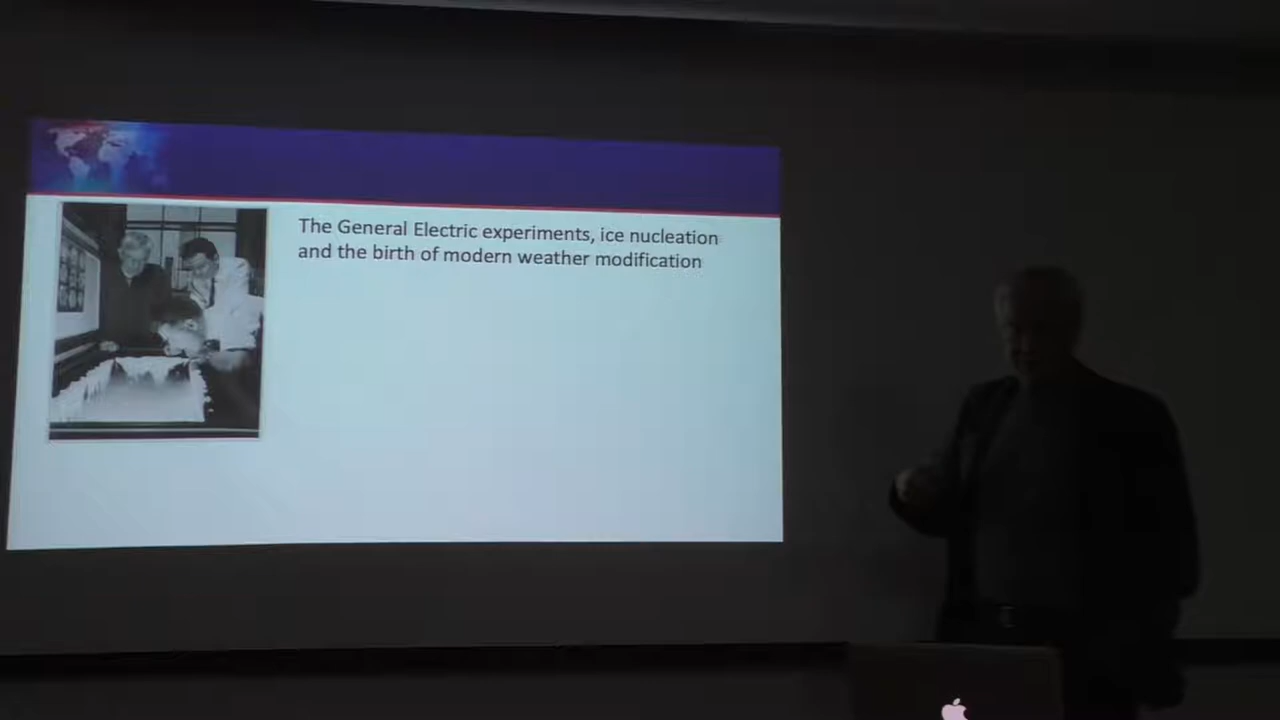 The General Electric experiments, ice nucleation
and the birth of modern weather modification